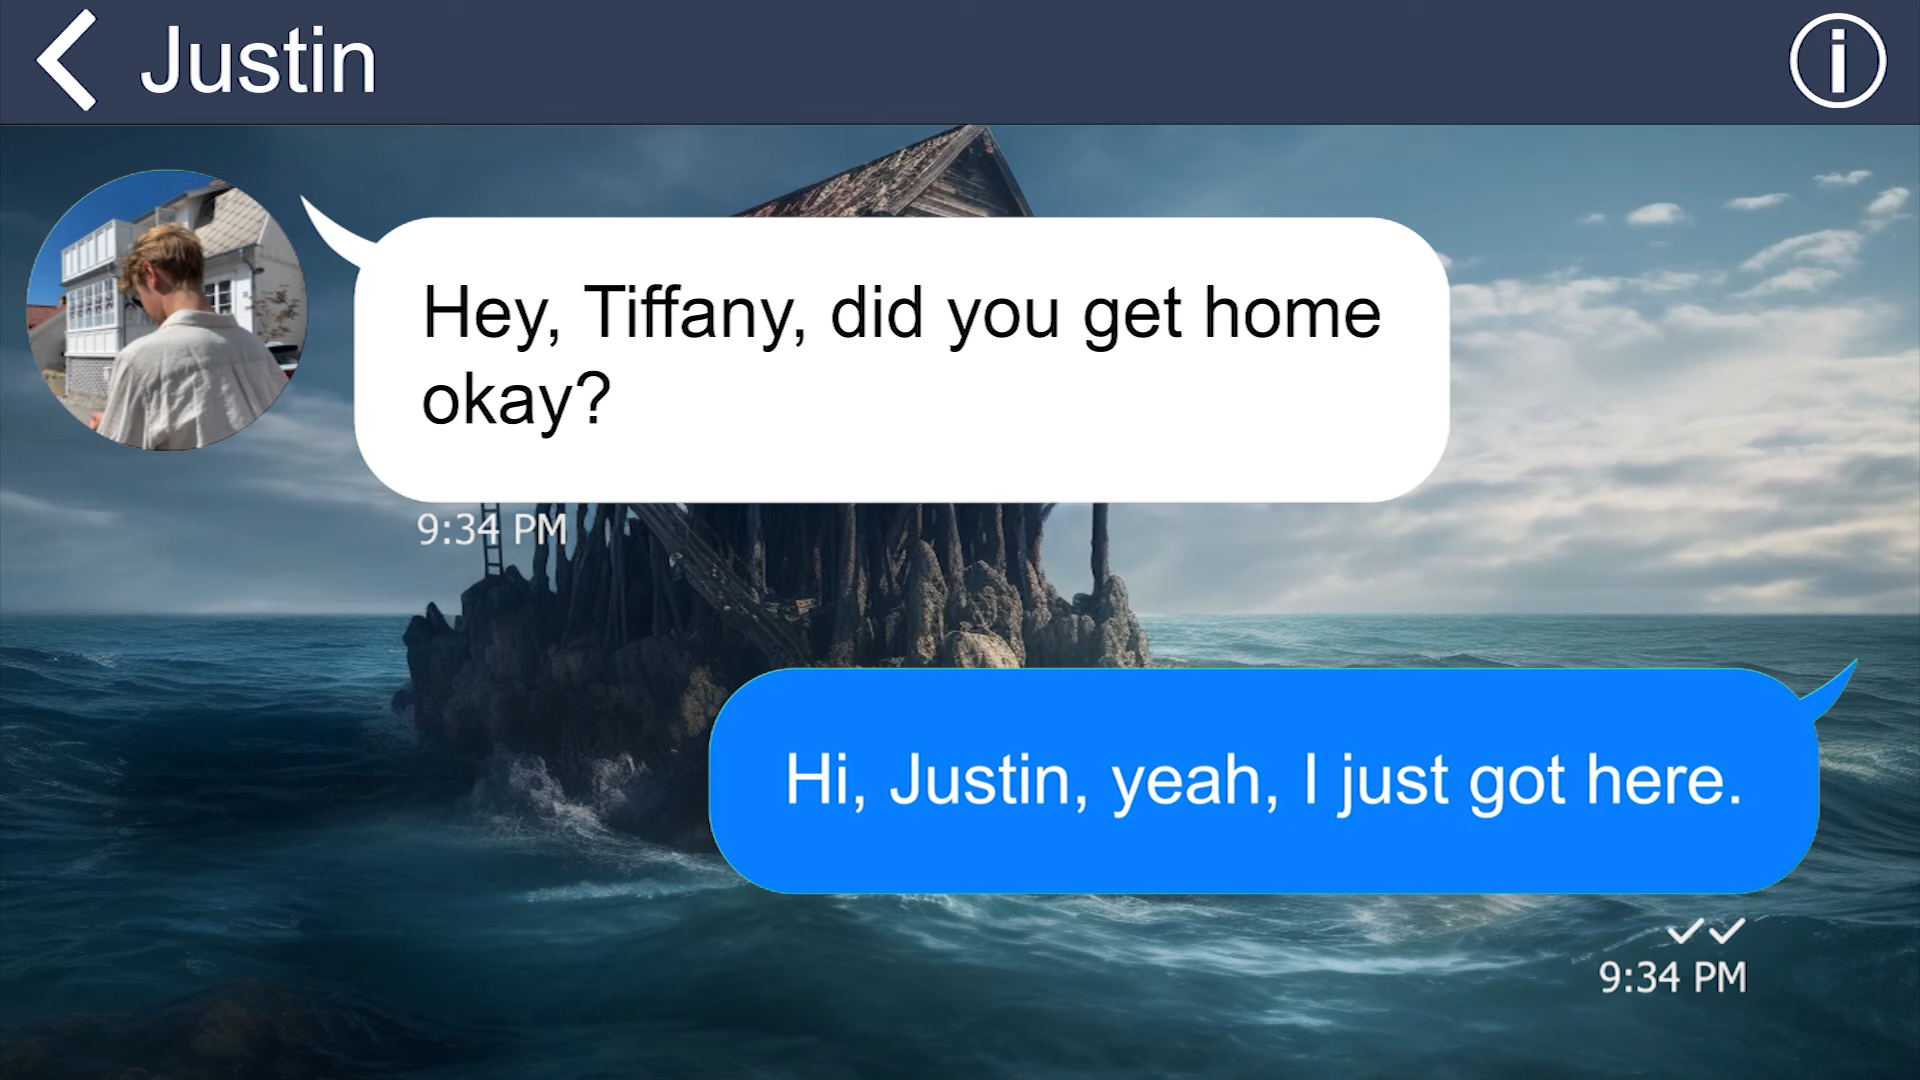 Justin
Hey, Tiffany, did you get home
okay?
9:34 PM
Hi, Justin, yeah, I just got here.
9:34 PM